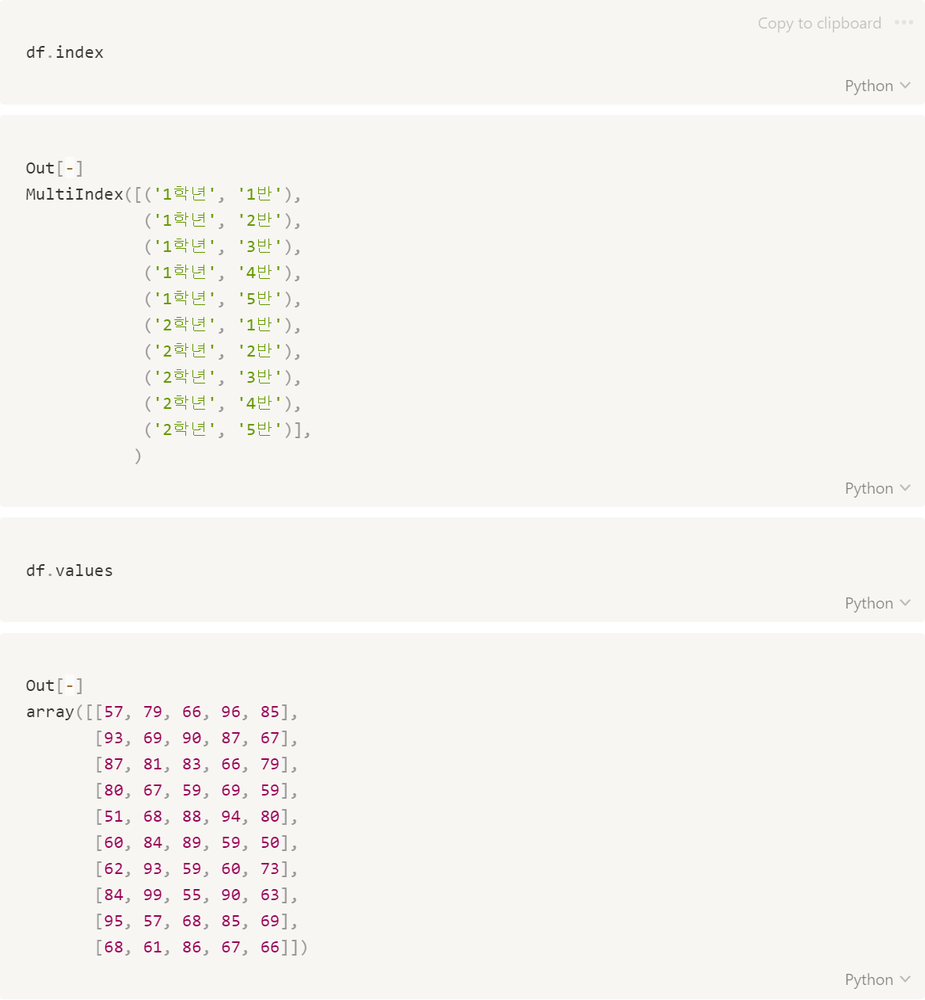 Copy to clipboard
df.index
Python
Out[-]
MultiIndex([('1학년', '1반'),
('1학년', '2반'),
('1학년', '3반'),
('1학년', '4반'),
('1학년', '5반'),
('2학년', '1반'),
('2학년', '2반'),
('2학년', '3반'),
('2학년', '4반'),
('2학년', '5반')],
)
Python
df.values
Python
Out[-]
array([[57, 79, 66, 96, 85],
[93, 69, 90, 87, 67],
[87, 81, 83, 66, 79],
[80, 67, 59, 69, 59],
[51, 68, 88, 94, 80],
[60, 84, 89, 59, 50],
[62, 93, 59, 60, 73],
[84, 99, 55, 90, 63],
[95, 57, 68, 85, 69],
[68, 61, 86, 67, 66]])
Python